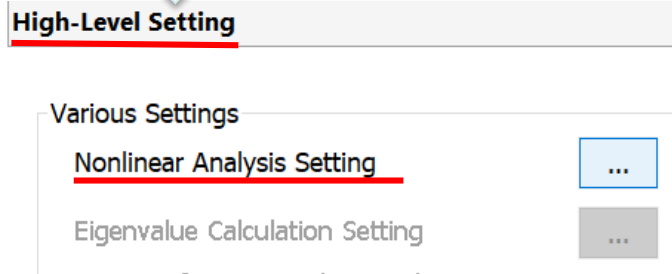 High-Level Setting
Various Settings
Nonlinear Analysis Setting
...
Eigenvalue Calculation Setting
...